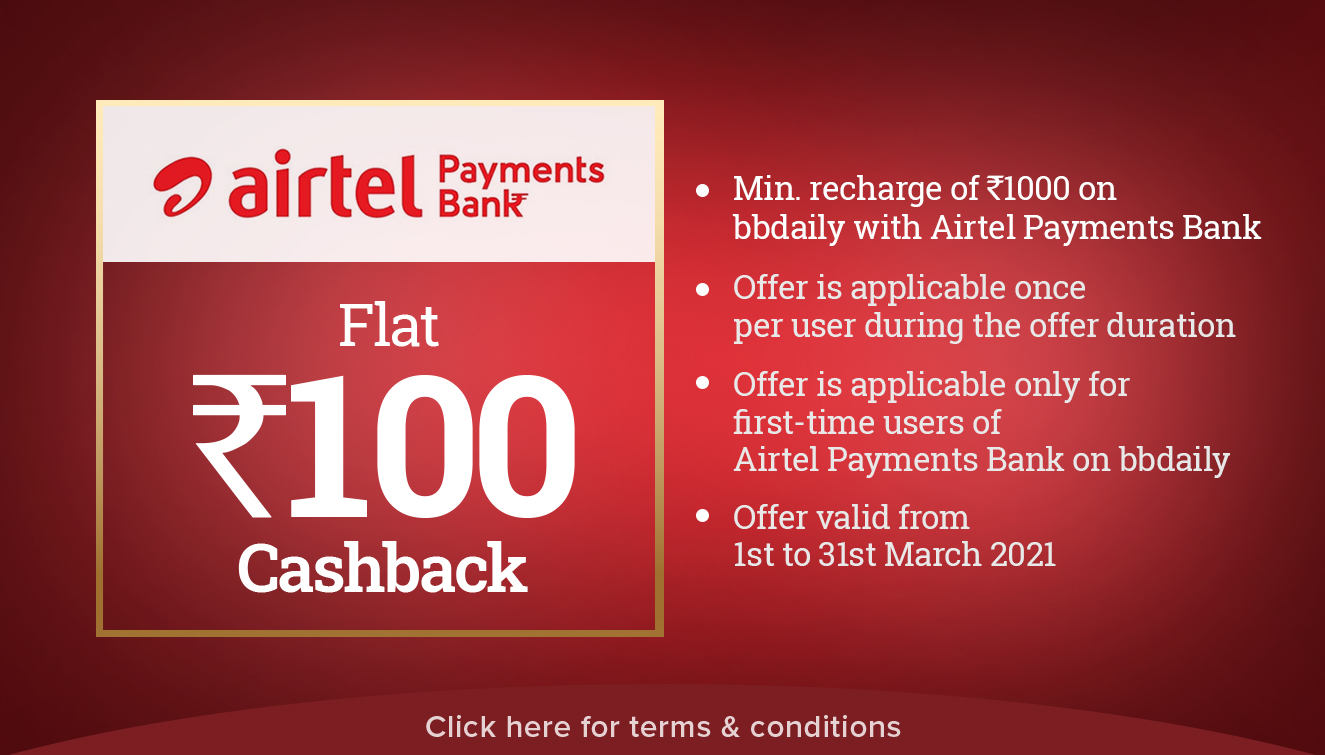 airtel Payments
Bank
Flat
₹100
Cashback
Min. recharge of ₹1000 on
bbdaily with Airtel Payments Bank
Offer is applicable once
per user during the offer duration
Offer is applicable only for
first-time users of
Airtel Payments Bank on bbdaily
Offer valid from
1st to 31st March 2021
Click here for terms & conditions